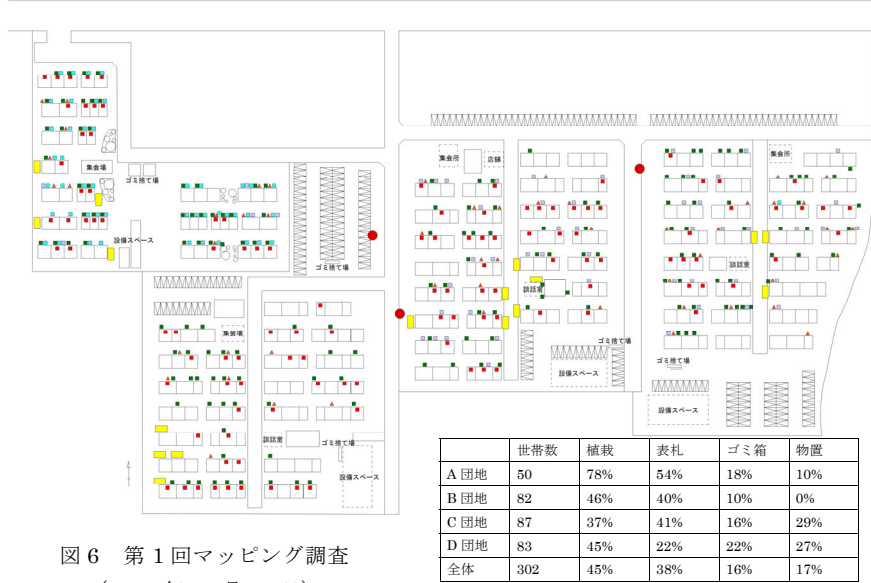 集会所
店舗
集会所
集会場
ゴミ捨て場
設備スペース
ゴミ捨て場
談話室
談話室
集会場
ゴミ捨て場
設備スペース
ゴミ捨て場
設備スペース
談話室
ゴミ捨て場
設備スペース
世帯数 植栽 表札 ゴミ箱 物置
A 団地 50 78% 54% 18% 10%
B 団地 82 46% 40% 10% 0%
C 団地 87 37% 41% 16% 29%
D 団地 83 45% 22% 22% 27%
全体 302 45% 38% 16% 17%
図 6 第 1 回マッピング調査